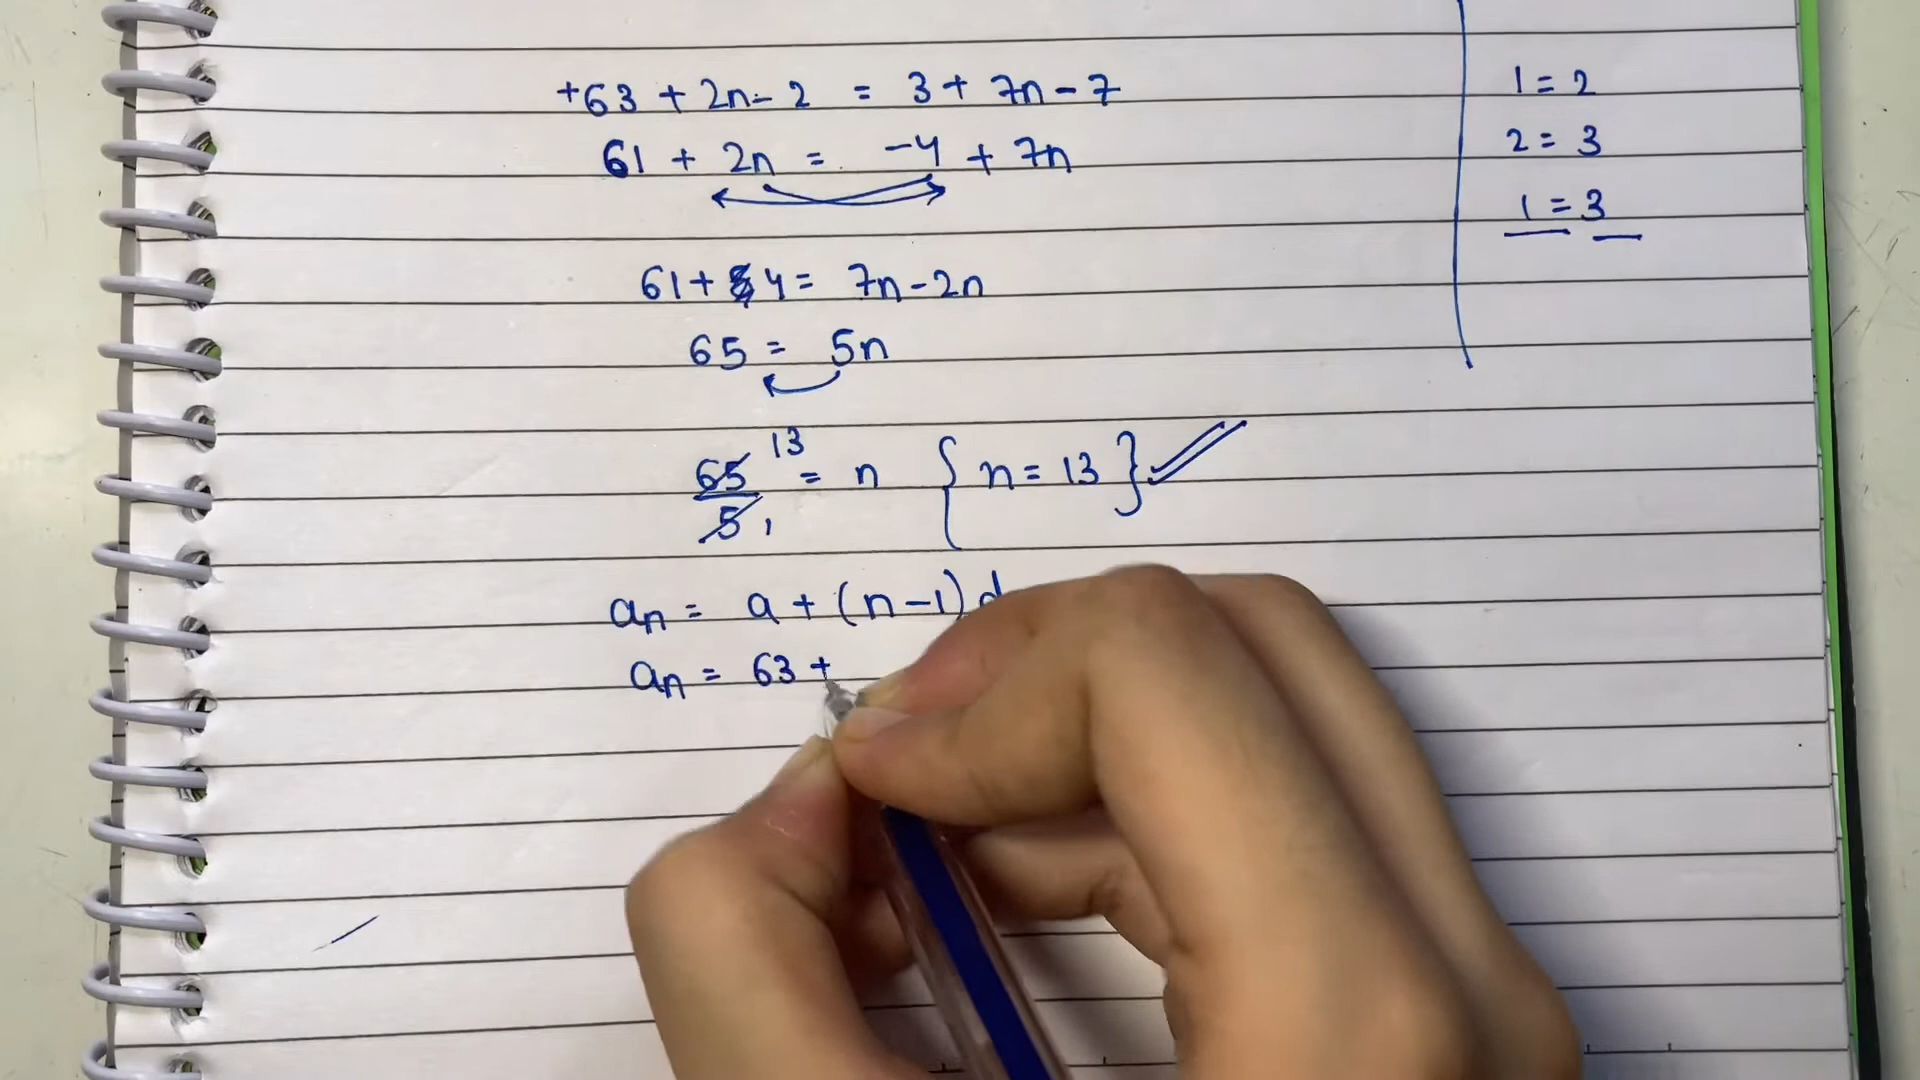 +63 + 2n - 2 = 3 + 7n - 7
61 + 2n = -4 + 7n
61 + 4 = 7n - 2n
65 = 5n
65/5 13 1 = n { n = 13 }
an = a + (n-1) d
an = 63 +
1 = 2
2 = 3
1 = 3